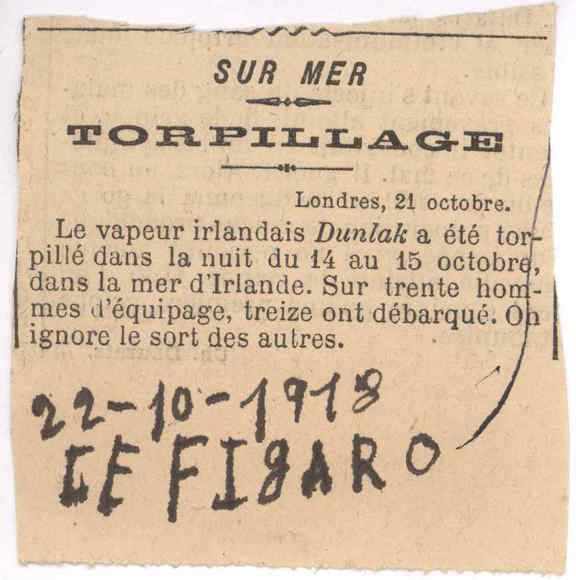 SUR MER
TORPILLAGE
Londres, 21 octobre.
Le vapeur irlandais Dunlak a été tor-
pillé dans la nuit du 14 au 15 octobre,
dans la mer d'Irlande. Sur trente hom-
mes d'équipage, treize ont débarqué. On
ignore le sort des autres.
22-10-1918
LE FIGARO